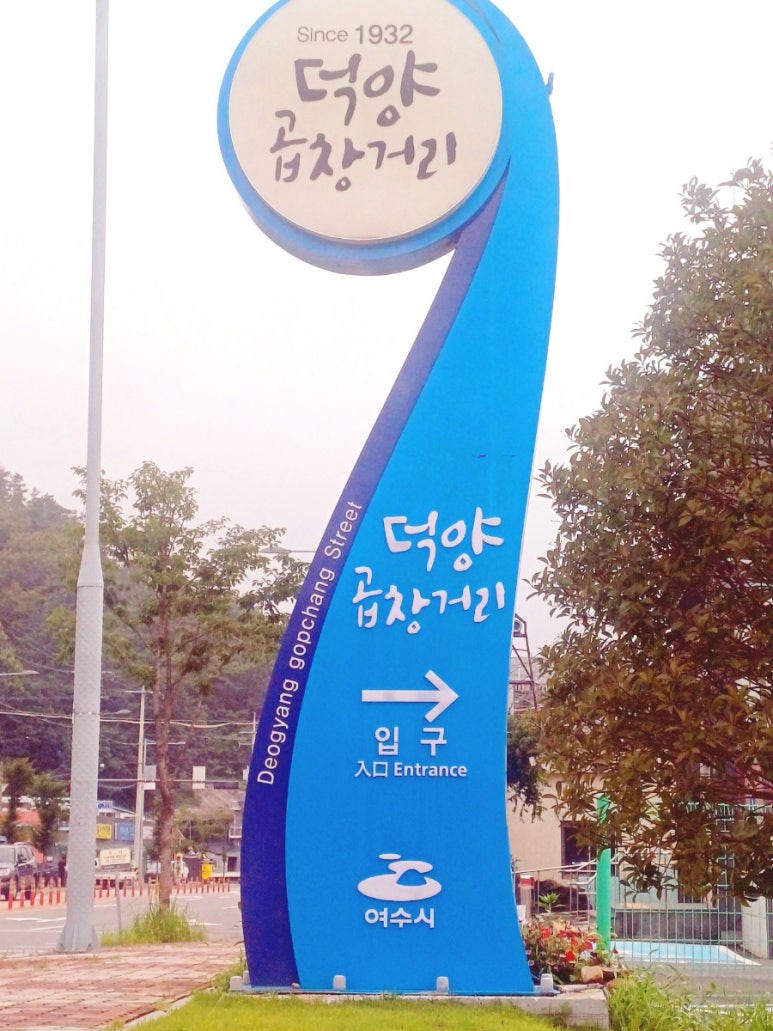 Since 1932
덕양
곱창거리
덕양
곱창거리
Deogyang gopchang Street
입 구
入口 Entrance
여수시